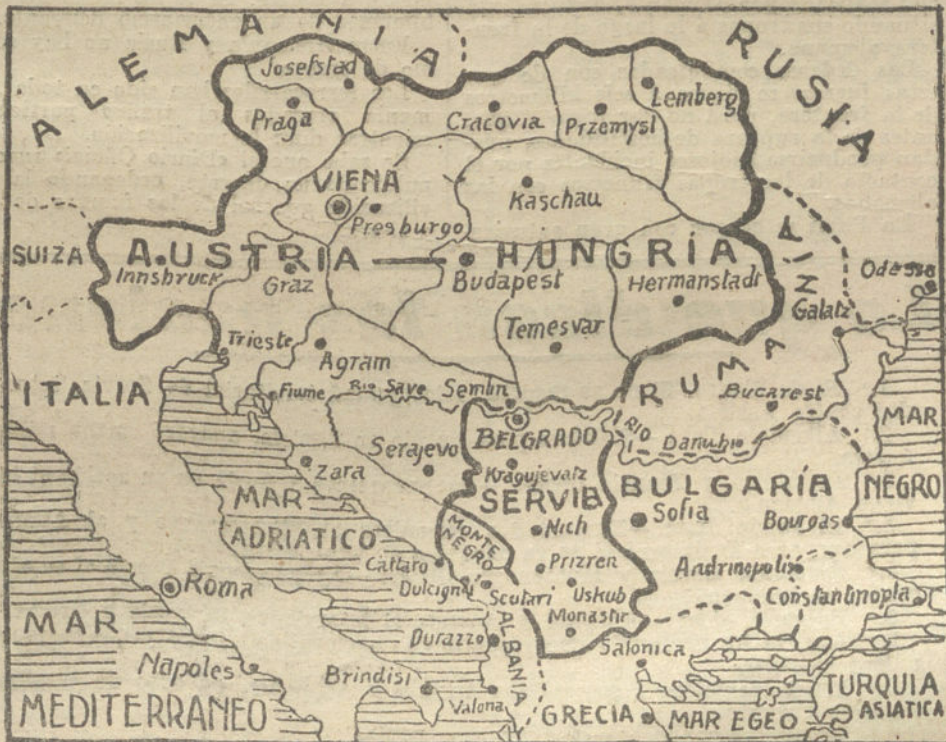 ALEMANIA
RUSIA
Josefstad
Praga
Cracovia
Przemysl
Lemberg
VIENA
Presburgo
Kaschau
SUIZA
AUSTRIA — HUNGRÍA
Innsbruck
Graz
Budapest
Hermanstadt
Odessa
Galatz
RUMANÍA
Temesvar
Trieste
Agram
ITALIA
Fiume
Rio Save
Semlin
Bucarest
MAR
NEGRO
BELGRADO
RIO
Danubio
Serajevo
Zara
Kragujevatz
SERVIA
BULGARÍA
Sofia
Bourgas
MAR
ADRIATICO
Nich
MONTE
NEGRO
Cattaro
Prizren
Andrinopolis
Dulcigno
Scutari
Uskub
Constantinopla
Roma
Monastir
MAR
MEDITERRANEO
Durazzo
ALBANIA
Salonica
Napoles
Brindisi
Valona
GRECIA
MAR EGEO
TURQUIA
ASIATICA